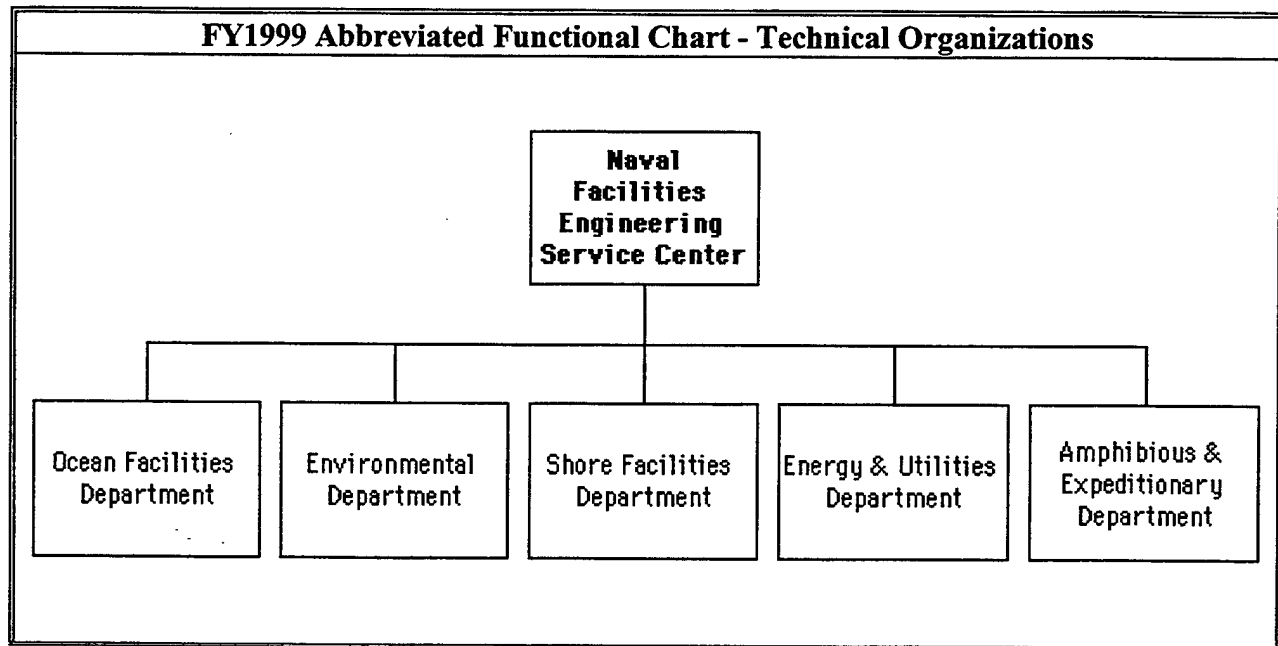 FY1999 Abbreviated Functional Chart - Technical Organizations
Naval
Facilities
Engineering
Service Center
Ocean Facilities
Department
Environmental
Department
Shore Facilities
Department
Energy & Utilities
Department
Amphibious &
Expeditionary
Department